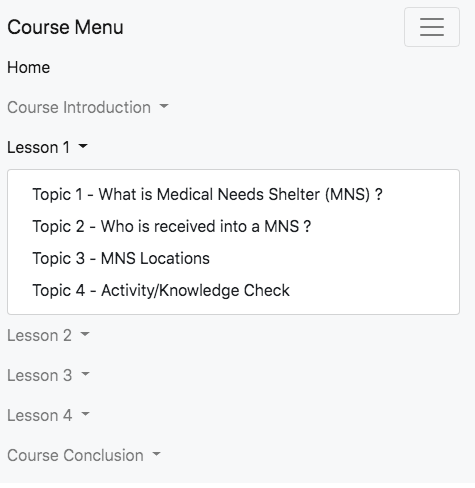 Course Menu
Home
Course Introduction
Lesson 1
Topic 1 - What is Medical Needs Shelter (MNS) ?
Topic 2 - Who is received into a MNS ?
Topic 3 - MNS Locations
Topic 4 - Activity/Knowledge Check
Lesson 2
Lesson 3
Lesson 4
Course Conclusion